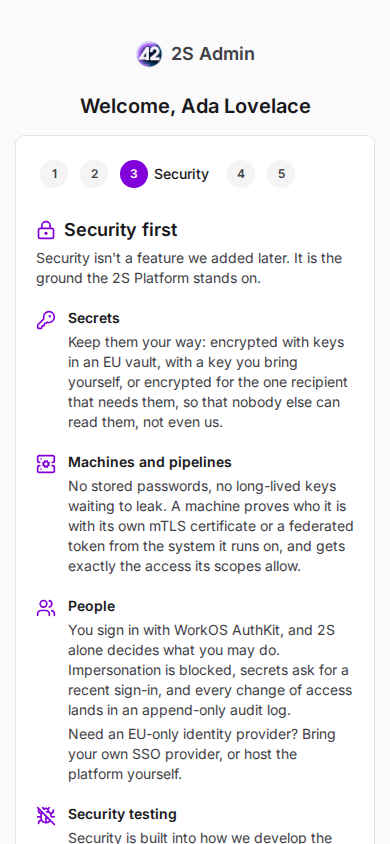 42 2S Admin
Welcome, Ada Lovelace
1 2 3 Security 4 5
Security first
Security isn't a feature we added later. It is the
ground the 2S Platform stands on.
Secrets
Keep them your way: encrypted with keys
in an EU vault, with a key you bring
yourself, or encrypted for the one recipient
that needs them, so that nobody else can
read them, not even us.
Machines and pipelines
No stored passwords, no long-lived keys
waiting to leak. A machine proves who it is
with its own mTLS certificate or a federated
token from the system it runs on, and gets
exactly the access its scopes allow.
People
You sign in with WorkOS AuthKit, and 2S
alone decides what you may do.
Impersonation is blocked, secrets ask for a
recent sign-in, and every change of access
lands in an append-only audit log.
Need an EU-only identity provider? Bring
your own SSO provider, or host the
platform yourself.
Security testing
Security is built into how we develop the